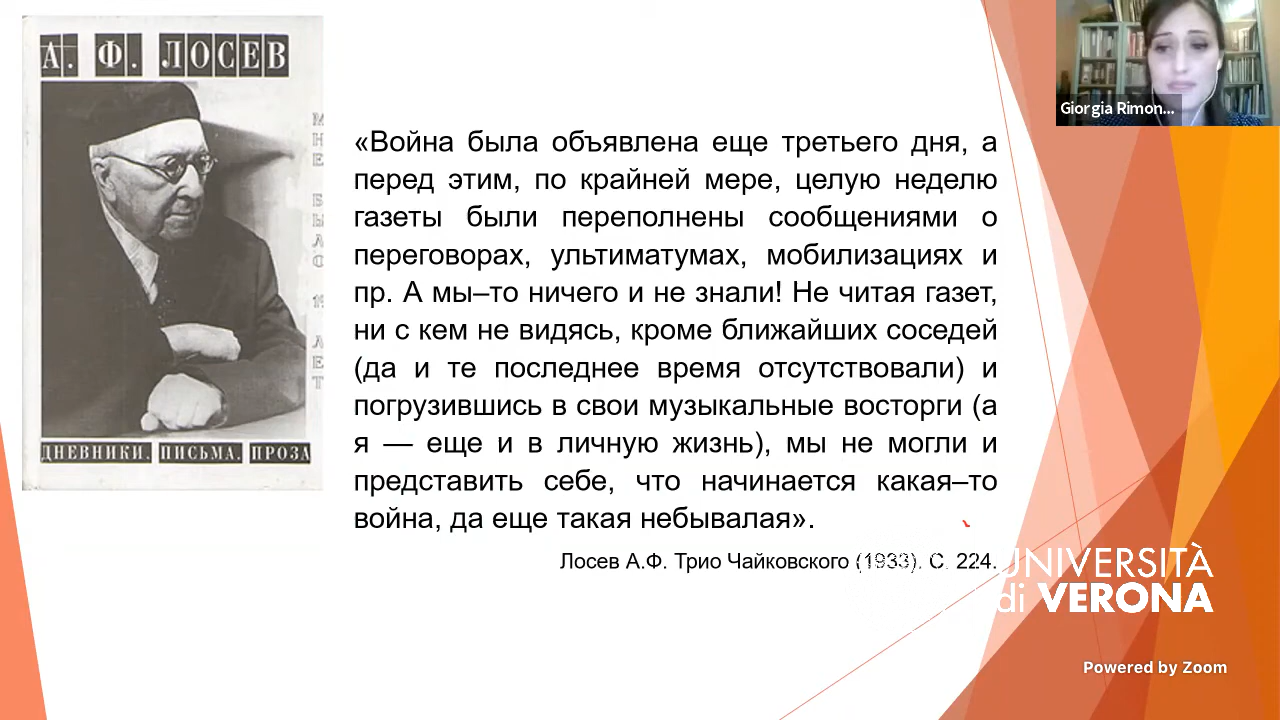 А. Ф. ЛОСЕВ
МНЕ БЫЛО 19 ЛЕТ
ДНЕВНИКИ. ПИСЬМА. ПРОЗА
«Война была объявлена еще третьего дня, а
перед этим, по крайней мере, целую неделю
газеты были переполнены сообщениями о
переговорах, ультиматумах, мобилизациях и
пр. А мы–то ничего и не знали! Не читая газет,
ни с кем не видясь, кроме ближайших соседей
(да и те последнее время отсутствовали) и
погрузившись в свои музыкальные восторги (а
я — еще и в личную жизнь), мы не могли и
представить себе, что начинается какая–то
война, да еще такая небывалая».
Лосев А.Ф. Трио Чайковского (1933). С. 224.
Giorgia Rimon...
UNIVERSITÀ
di VERONA
Powered by Zoom